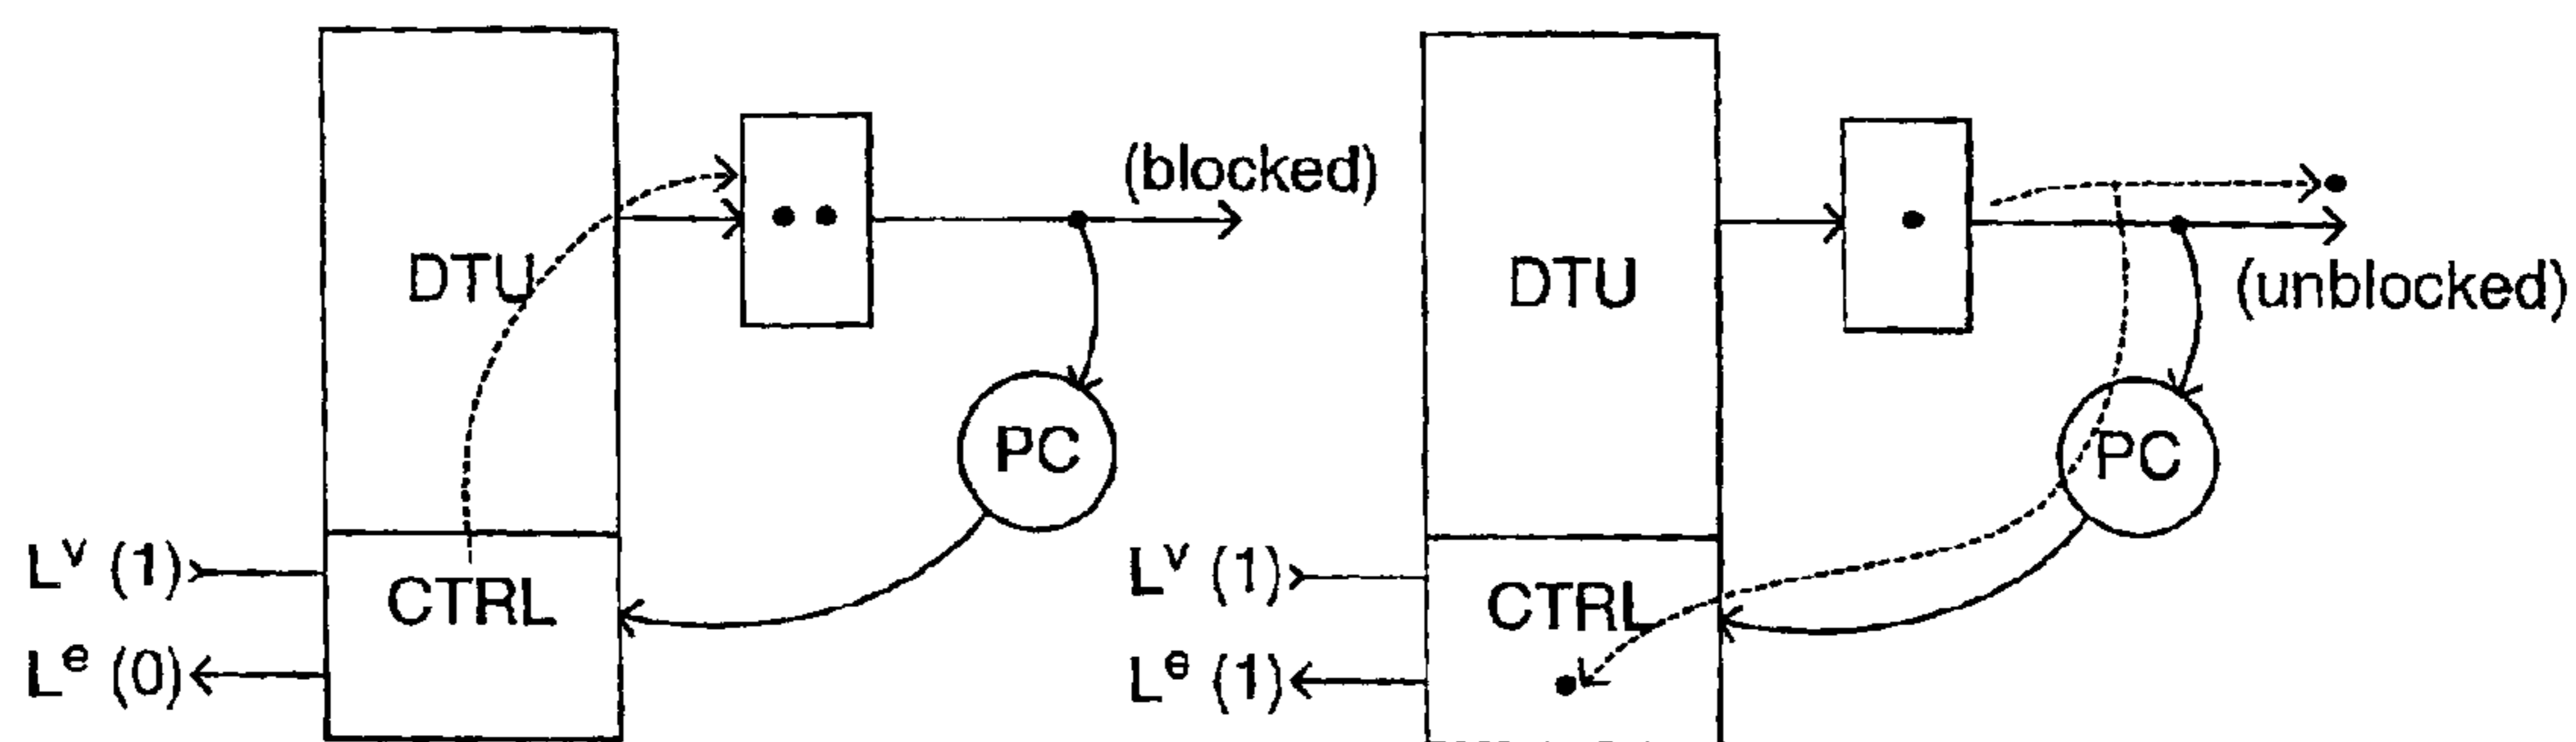 DTU
(blocked)
PC
L^v (1)
CTRL
L^e (0)
DTU
(unblocked)
PC
L^v (1)
CTRL
L^e (1)